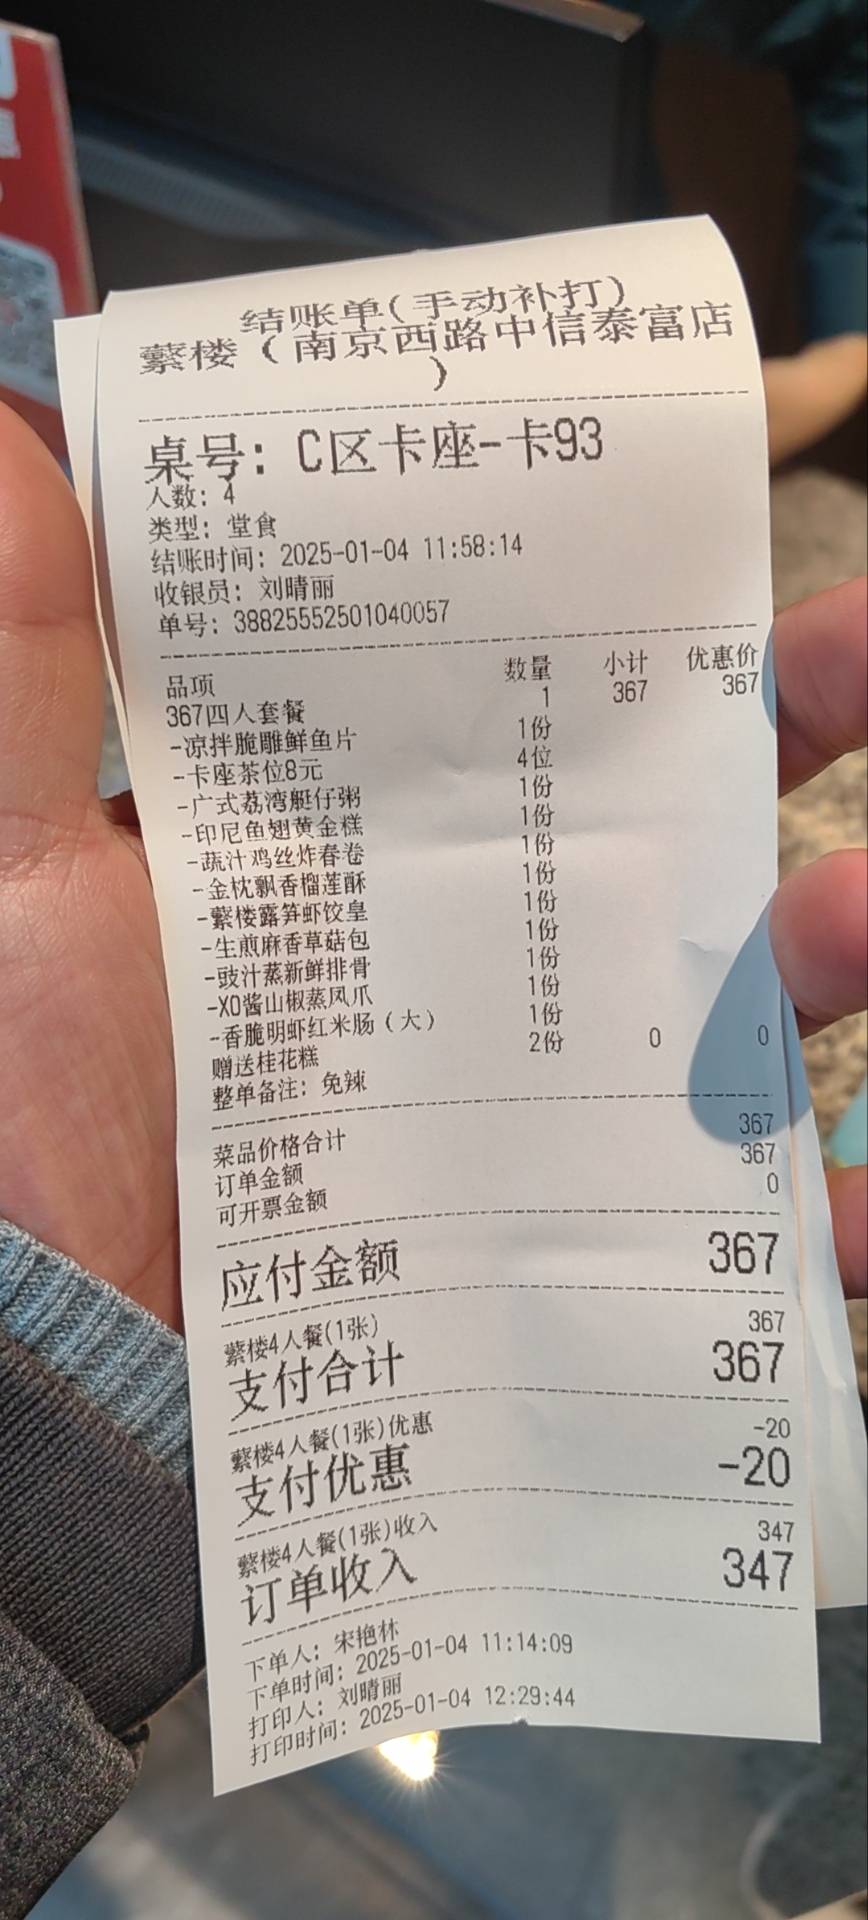 结账单(手动补打)
蘩楼（南京西路中信泰富店
）
桌号: C区卡座-卡93
人数: 4
类型: 堂食
结账时间: 2025-01-04 11:58:14
收银员: 刘晴丽
单号: 38825552501040057
品项 数量 小计 优惠价
367四人套餐 1 367 367
-凉拌脆雕鲜鱼片 1份
-卡座茶位8元 4位
-广式荔湾艇仔粥 1份
-印尼鱼翅黄金糕 1份
-蔬汁鸡丝炸春卷 1份
-金枕飘香榴莲酥 1份
-蘩楼露笋虾饺皇 1份
-生煎麻香草菇包 1份
-豉汁蒸新鲜排骨 1份
-XO酱山椒蒸凤爪 1份
-香脆明虾红米肠（大） 1份
赠送桂花糕 2份 0 0
整单备注: 免辣
菜品价格合计 367
订单金额 367
可开票金额 0
应付金额 367
蘩楼4人餐(1张) 367
支付合计 367
蘩楼4人餐(1张)优惠 -20
支付优惠 -20
蘩楼4人餐(1张)收入 347
订单收入 347
下单人: 宋艳林
下单时间: 2025-01-04 11:14:09
打印人: 刘晴丽
打印时间: 2025-01-04 12:29:44